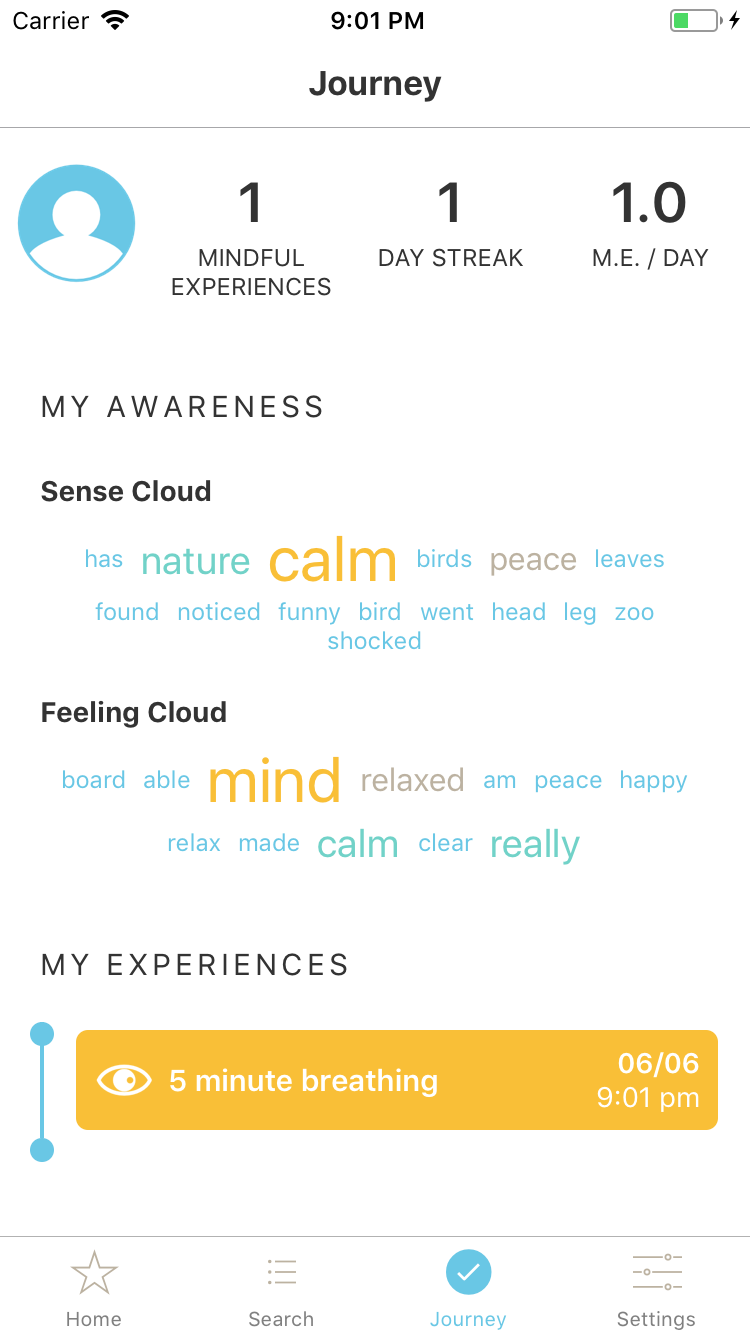 Carrier 9:01 PM
Journey
1 1 1.0
MINDFUL DAY STREAK M.E. / DAY
EXPERIENCES
MY AWARENESS
Sense Cloud
has nature calm birds peace leaves
found noticed funny bird went head leg zoo
shocked
Feeling Cloud
board able mind relaxed am peace happy
relax made calm clear really
MY EXPERIENCES
5 minute breathing 06/06
9:01 pm
Home Search Journey Settings